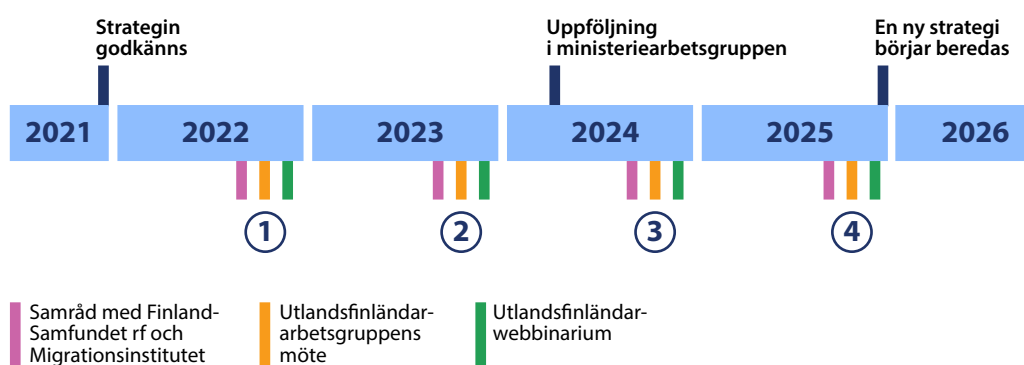 Strategin
godkänns
Uppföljning
i ministeriearbetsgruppen
En ny strategi
börjar beredas
2021
2022
2023
2024
2025
2026
1
2
3
4
Samråd med Finland-
Samfundet rf och
Migrationsinstitutet
Utlandsfinländar-
arbetsgruppens
möte
Utlandsfinländar-
webbinarium